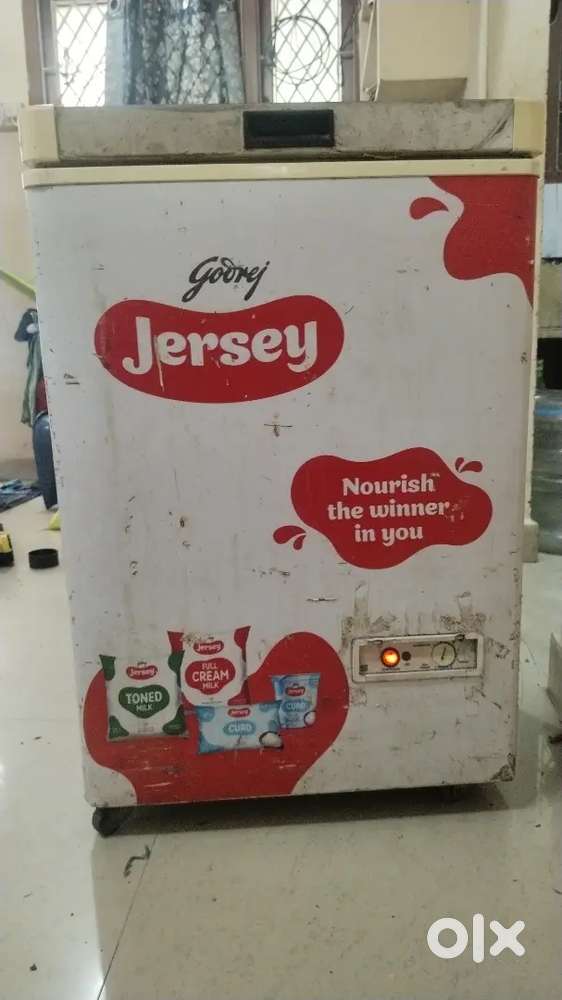 Godrej
Jersey
Nourish
the winner
in you
Jersey
FULL
CREAM
MILK
Jersey
TONED
MILK
Jersey
CURD
Jersey
CURD
olx